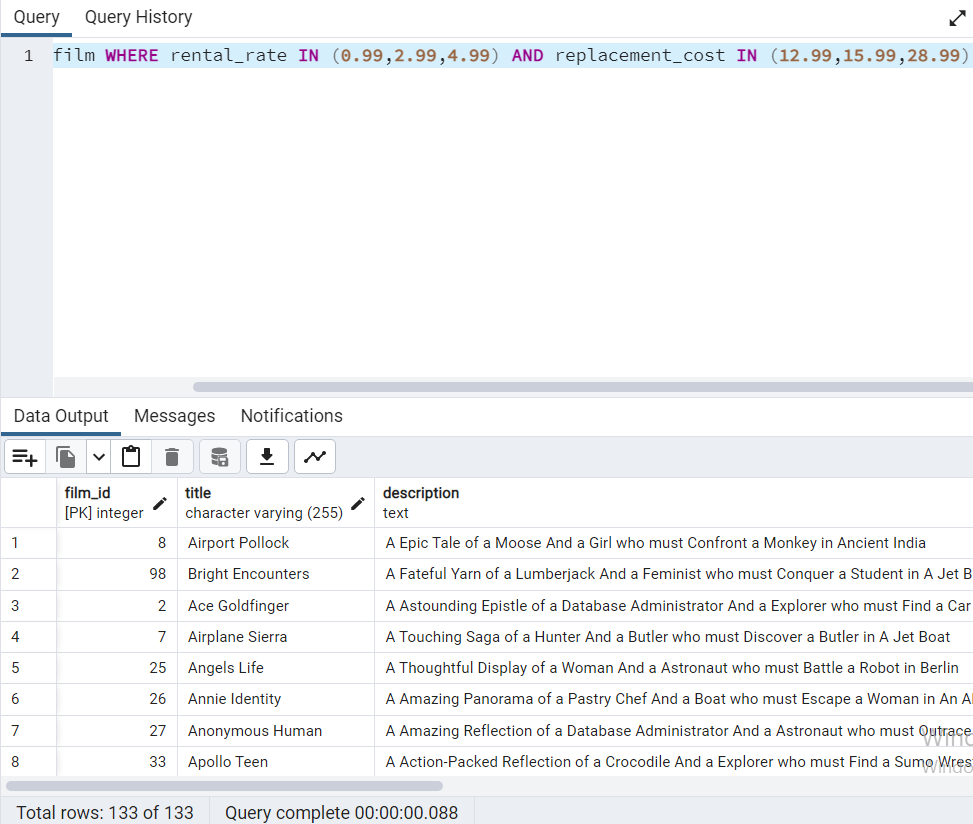 Query Query History
1 film WHERE rental_rate IN (0.99,2.99,4.99) AND replacement_cost IN (12.99,15.99,28.99)
Data Output Messages Notifications
film_id title description
[PK] integer character varying (255) text
1 8 Airport Pollock A Epic Tale of a Moose And a Girl who must Confront a Monkey in Ancient India
2 98 Bright Encounters A Fateful Yarn of a Lumberjack And a Feminist who must Conquer a Student in A Jet B
3 2 Ace Goldfinger A Astounding Epistle of a Database Administrator And a Explorer who must Find a Car
4 7 Airplane Sierra A Touching Saga of a Hunter And a Butler who must Discover a Butler in A Jet Boat
5 25 Angels Life A Thoughtful Display of a Woman And a Astronaut who must Battle a Robot in Berlin
6 26 Annie Identity A Amazing Panorama of a Pastry Chef And a Boat who must Escape a Woman in An A
7 27 Anonymous Human A Amazing Reflection of a Database Administrator And a Astronaut who must Outrace
8 33 Apollo Teen A Action-Packed Reflection of a Crocodile And a Explorer who must Find a Sumo Wres
Total rows: 133 of 133 Query complete 00:00:00.088